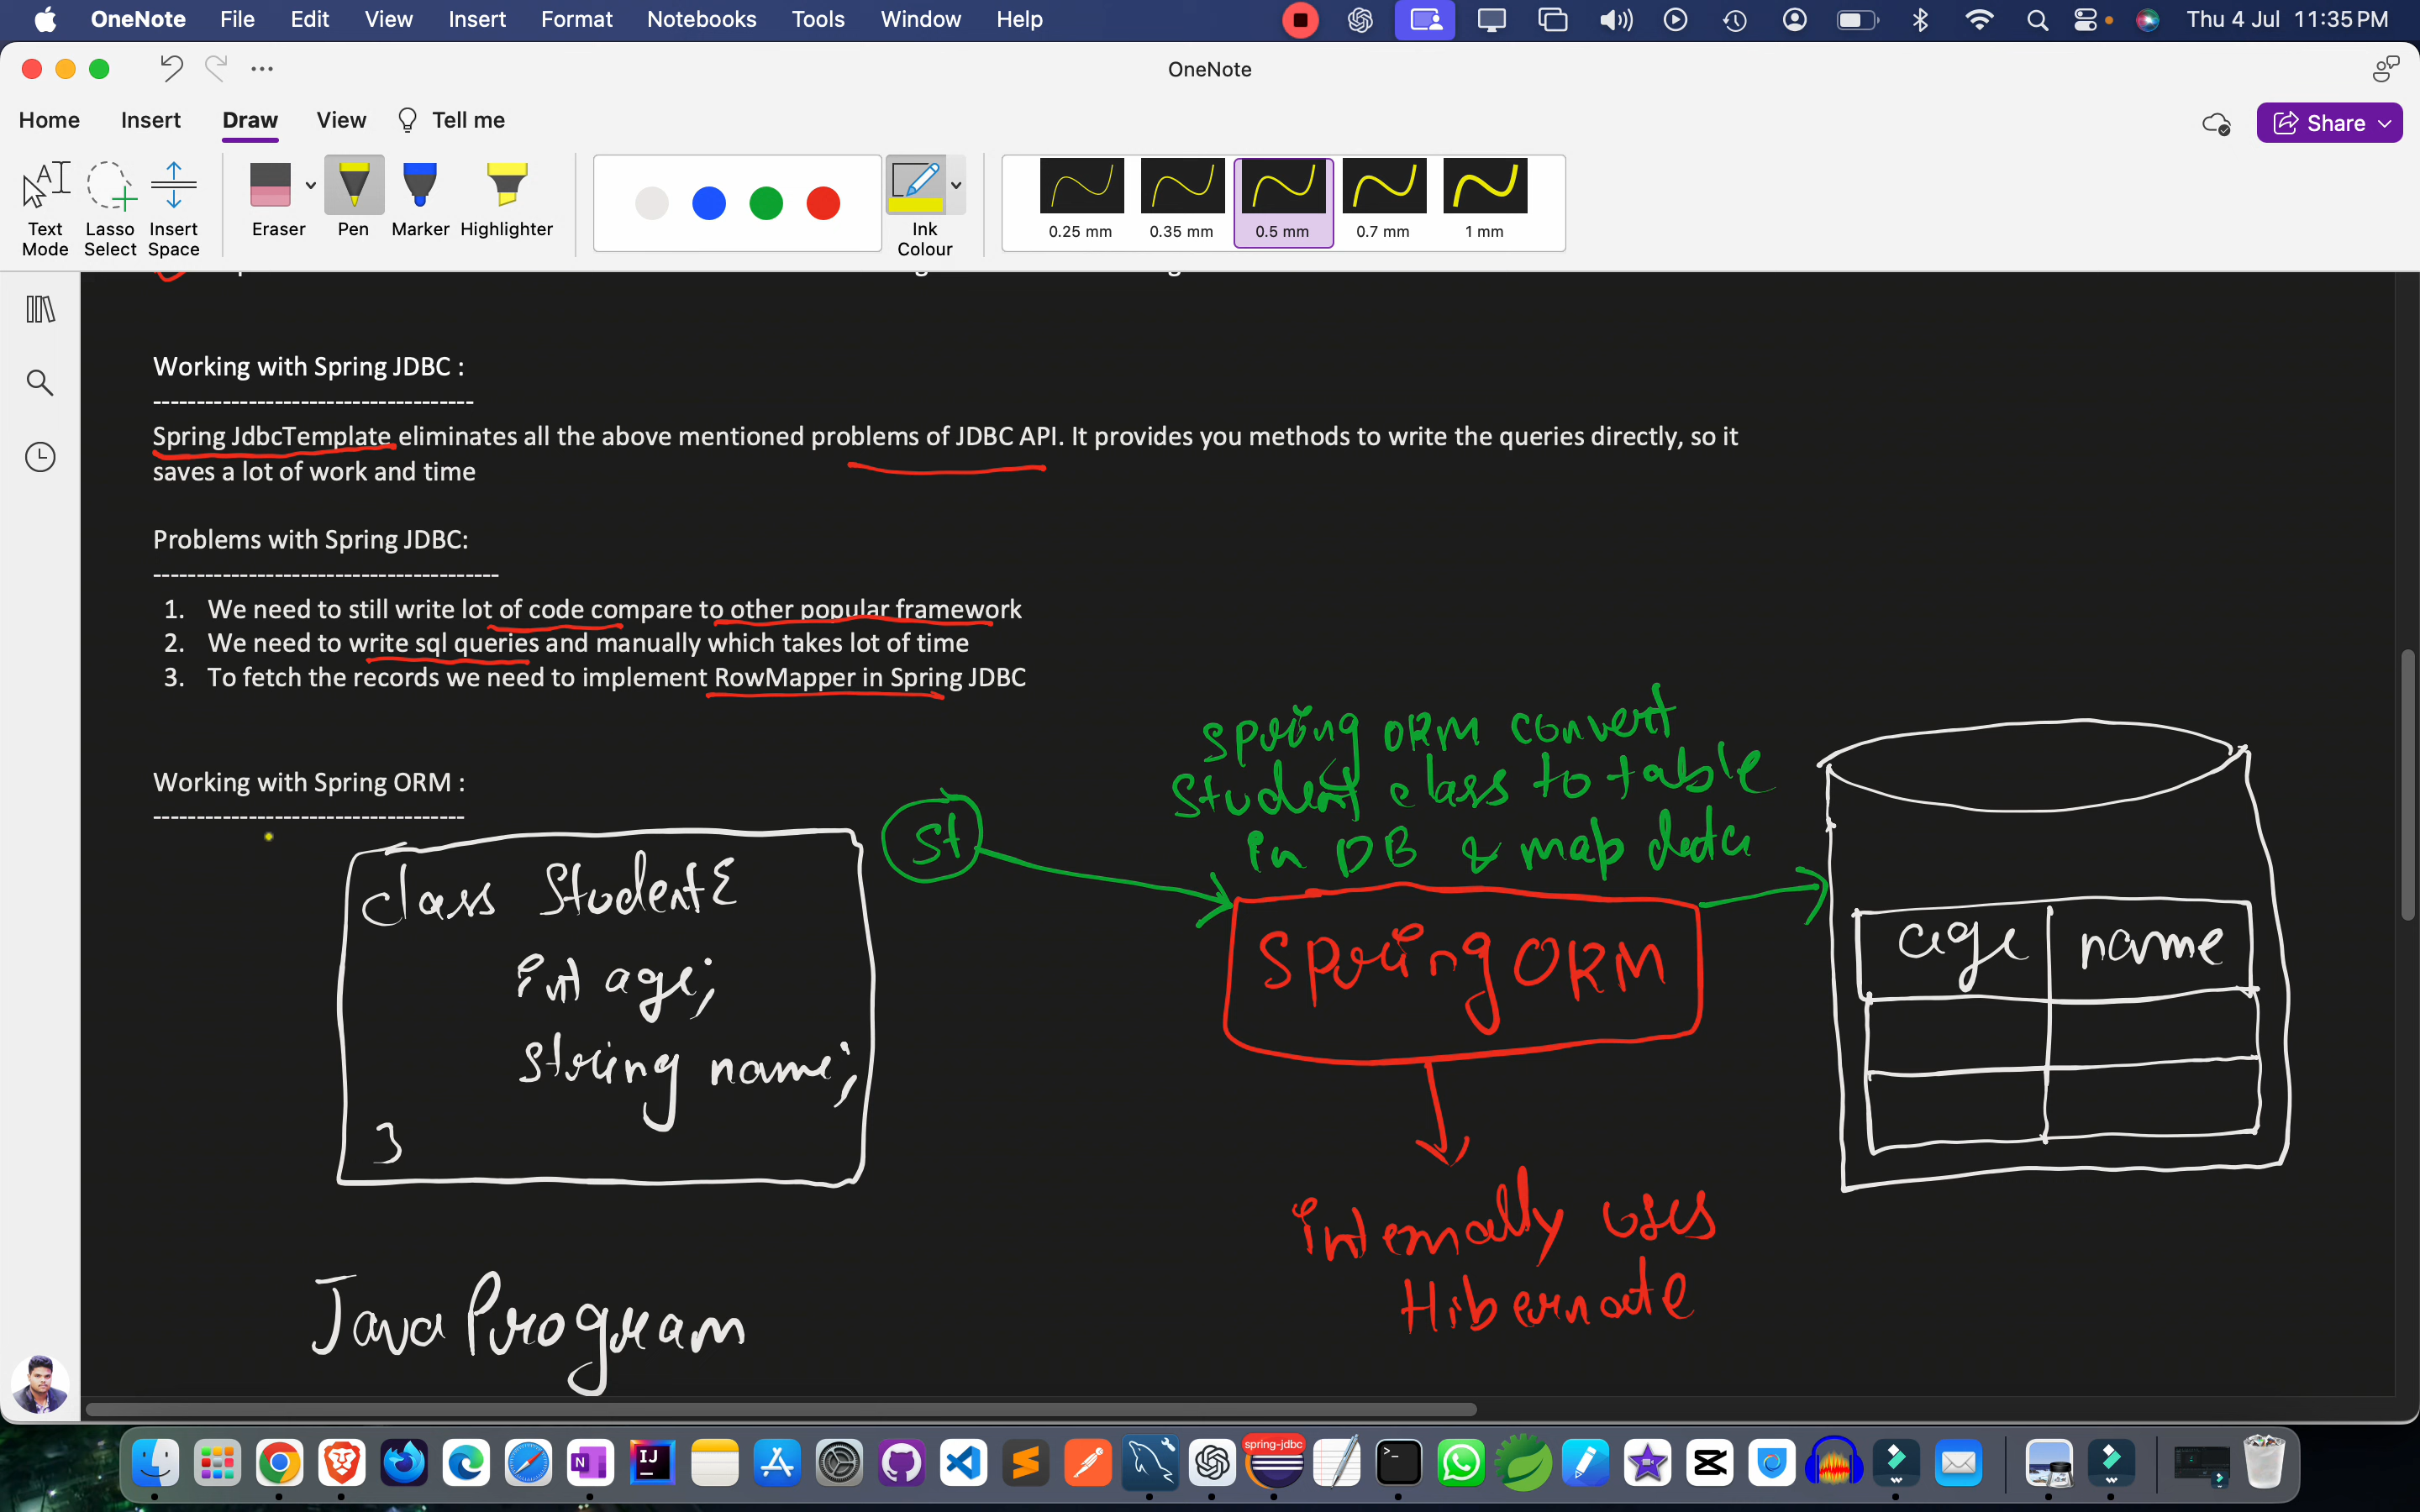 OneNote File Edit View Insert Format Notebooks Tools Window Help Thu 4 Jul 11:35 PM
OneNote
Home Insert Draw View Tell me Share
Text Mode Lasso Select Insert Space Eraser Pen Marker Highlighter Ink Colour 0.25 mm 0.35 mm 0.5 mm 0.7 mm 1 mm
Working with Spring JDBC :
-------------------------------------
Spring JdbcTemplate eliminates all the above mentioned problems of JDBC API. It provides you methods to write the queries directly, so it
saves a lot of work and time
Problems with Spring JDBC:
----------------------------------------
1. We need to still write lot of code compare to other popular framework
2. We need to write sql queries and manually which takes lot of time
3. To fetch the records we need to implement RowMapper in Spring JDBC
Working with Spring ORM :
------------------------------------
Spring ORM convert
Student class to table
in DB & map data
St
class Student{
int age;
String name;
}
Spring ORM
age name
internally uses
Hibernate
Java Program
spring-jdbc